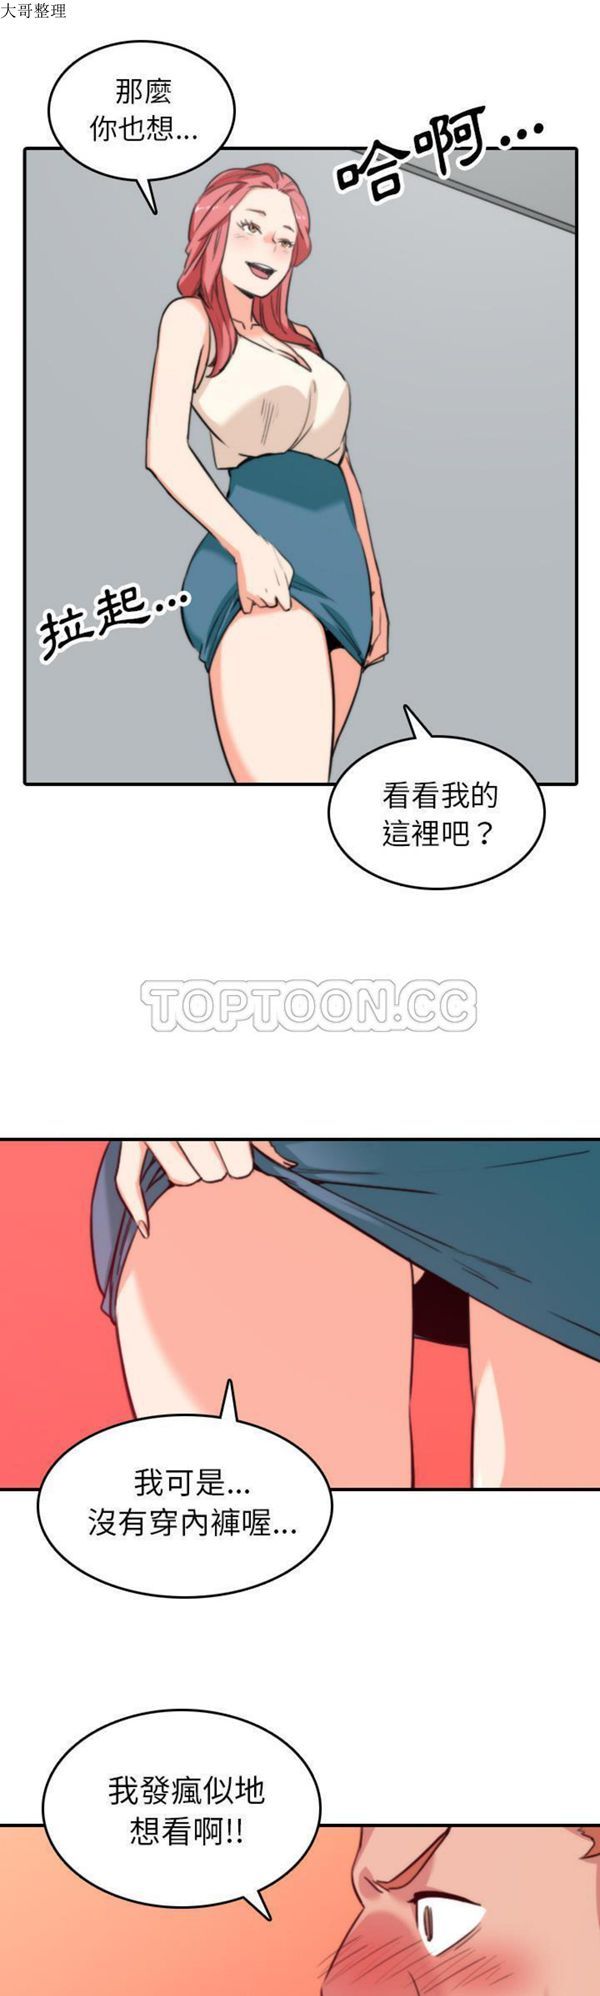 大哥整理
那麼
你也想...
哈啊...
拉起...
看看我的
這裡吧？
TOPTOON.CC
我可是...
沒有穿內褲喔...
我發瘋似地
想看啊!!